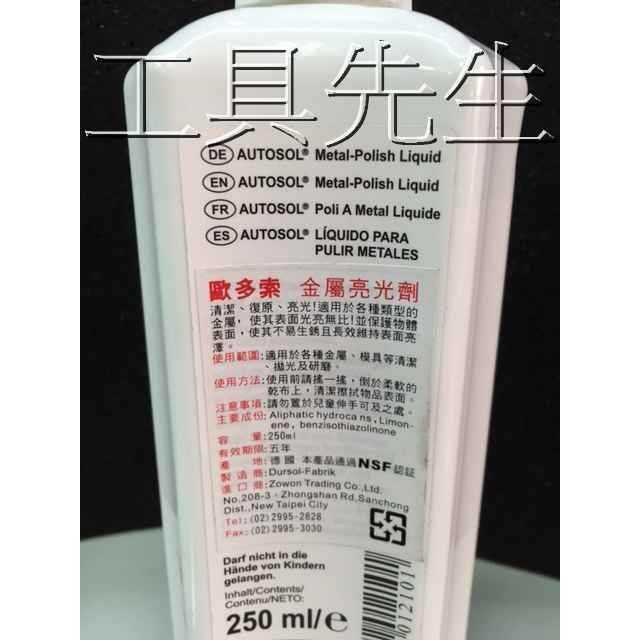 工具先生
DE AUTOSOL® Metal-Polish Liquid
EN AUTOSOL® Metal-Polish Liquid
FR AUTOSOL® Poli A Metal Liquide
ES AUTOSOL® LÍQUIDO PARA
PULIR METALES
歐多索 金屬亮光劑
清潔、復原、亮光!適用於各種類型的
金屬,使其表面光亮無比!並保護物體
表面,使其不易生銹且長效維持表面亮
澤。
使用範圍:適用於各種金屬、模具等清潔
、拋光及研磨。
使用方法:使用前請搖一搖,倒於柔軟的
乾布上,清潔擦拭物品表面。
注意事項:請勿置於兒童伸手可及之處。
主要成份:Aliphatic hydroca ns, Limon-
ene, benzisothiazolinone
容 量:250ml
有效期限:五年
產 地:德國 本產品通過NSF認証
製造商:Dursol-Fabrik
進口商:Zowon Trading Co.,Ltd.
No.208-3, Zhongshan Rd,Sanchong
Dist.,New Taipei City
Tel:(02)2995-2828
Fax:(02)2995-3030
Darf nicht in die
Hände von Kindern
gelangen.
Inhalt/Contents/
Contenu/NETO:
250 ml/e
012101